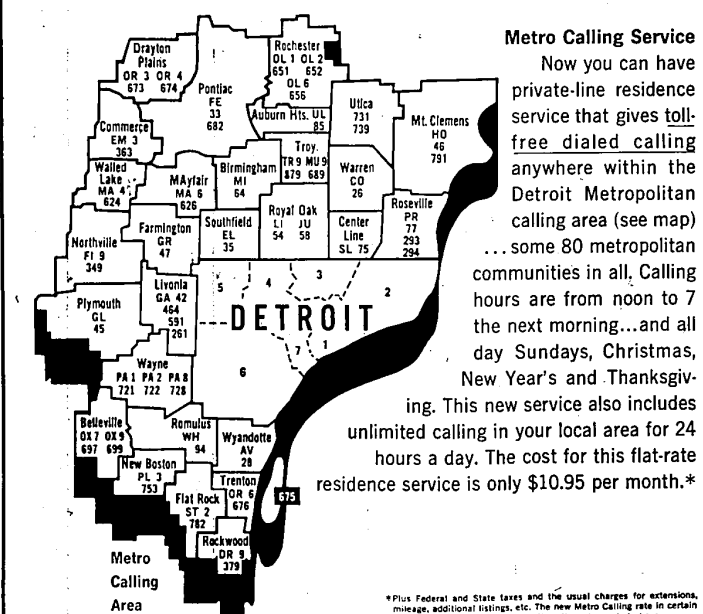 Metro Calling Service
Now you can have
private-line residence
service that gives toll-
free dialed calling
anywhere within the
Detroit Metropolitan
calling area (see map)
...some 80 metropolitan
communities in all. Calling
hours are from noon to 7
the next morning...and all
day Sundays, Christmas,
New Year's and Thanksgiv-
ing. This new service also includes
unlimited calling in your local area for 24
hours a day. The cost for this flat-rate
residence service is only $10.95 per month.*
*Plus Federal and State taxes and the usual charges for extensions,
mileage, additional listings, etc. The new Metro Calling rate in certain
Drayton
Plains
OR 3 OR 4
673 674
Pontiac
FE
33
682
Rochester
OL 1 OL 2
651 652
OL 6
656
Auburn Hts. UL
85
Utica
731
739
Mt. Clemens
HO
46
791
Commerce
EM 3
363
Walled
Lake
MA 4
624
MAyfair
MA 6
626
Birmingham
MI
64
Troy
TR 9 MU 9
879 689
Warren
CO
26
Roseville
PR
77
293
294
Northville
FI 9
349
Farmington
GR
47
Southfield
EL
35
Royal Oak
LI JU
54 58
Center
Line
SL 75
Plymouth
GL
45
Livonia
GA 42
464
591
261
5
4
3
2
DETROIT
7
1
6
Wayne
PA 1 PA 2 PA 8
721 722 728
Belleville
OX 7 OX 9
697 699
Romulus
WH
94
Wyandotte
AV
28
New Boston
PL 3
753
Trenton
OR 6
676
675
Flat Rock
ST 2
782
Rockwood
DR 9
379
Metro
Calling
Area